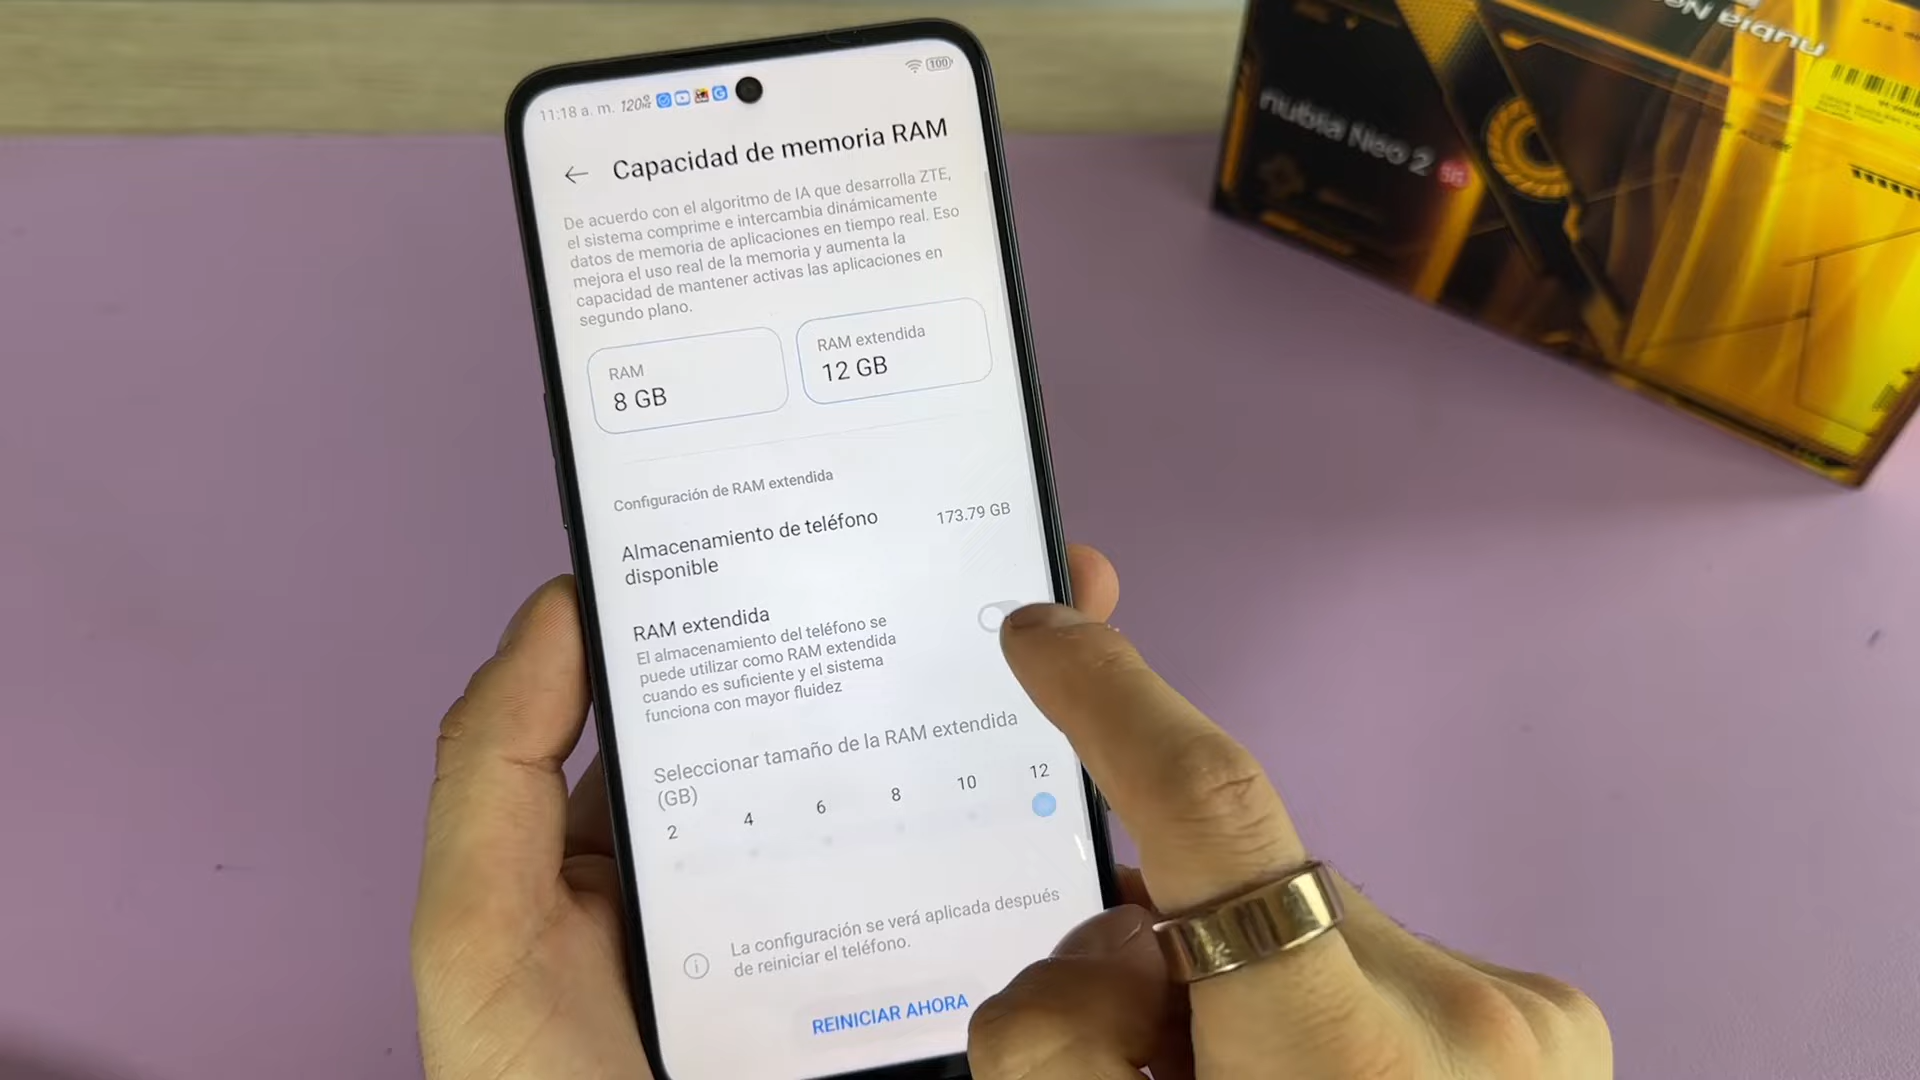 11:18 a. m. 120
100
Capacidad de memoria RAM
De acuerdo con el algoritmo de IA que desarrolla ZTE,
el sistema comprime e intercambia dinámicamente
datos de memoria de aplicaciones en tiempo real. Eso
mejora el uso real de la memoria y aumenta la
capacidad de mantener activas las aplicaciones en
segundo plano.
RAM
8 GB
RAM extendida
12 GB
Configuración de RAM extendida
Almacenamiento de teléfono
disponible
173.79 GB
RAM extendida
El almacenamiento del teléfono se
puede utilizar como RAM extendida
cuando es suficiente y el sistema
funciona con mayor fluidez
Seleccionar tamaño de la RAM extendida
(GB)
2 4 6 8 10 12
La configuración se verá aplicada después
de reiniciar el teléfono.
REINICIAR AHORA
nubia Neo 2 5G
nubia Neo